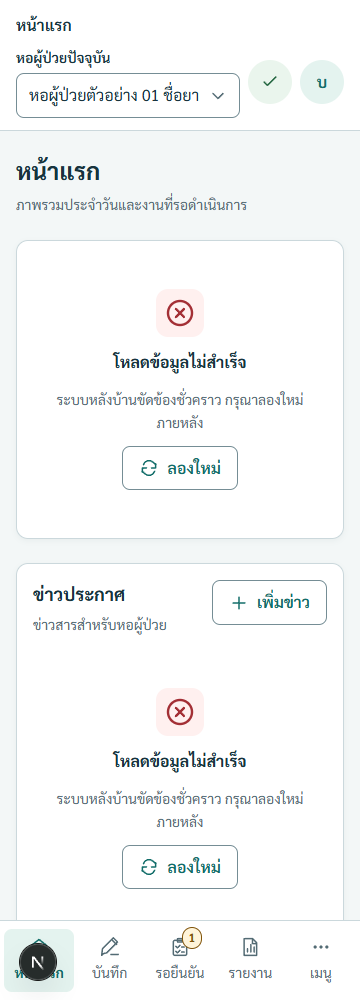 หน้าแรก
หอผู้ป่วยปัจจุบัน
หอผู้ป่วยตัวอย่าง 01 ชื่อยา
บ
หน้าแรก
ภาพรวมประจำวันและงานที่รอดำเนินการ
โหลดข้อมูลไม่สำเร็จ
ระบบหลังบ้านขัดข้องชั่วคราว กรุณาลองใหม่
ภายหลัง
ลองใหม่
ข่าวประกาศ
เพิ่มข่าว
ข่าวสารสำหรับหอผู้ป่วย
โหลดข้อมูลไม่สำเร็จ
ระบบหลังบ้านขัดข้องชั่วคราว กรุณาลองใหม่
ภายหลัง
ลองใหม่
1
N
บันทึก
รอยืนยัน
รายงาน
เมนู